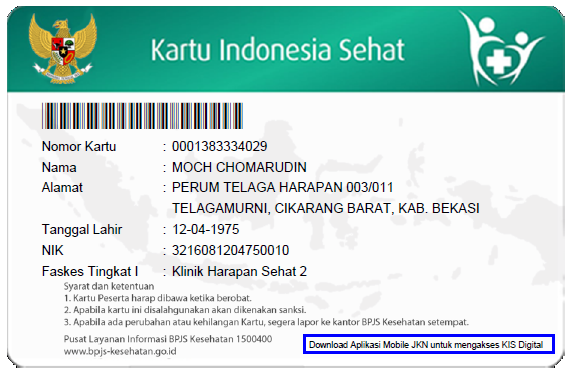 Kartu Indonesia Sehat
Nomor Kartu : 0001383334029
Nama : MOCH CHOMARUDIN
Alamat : PERUM TELAGA HARAPAN 003/011
TELAGAMURNI, CIKARANG BARAT, KAB. BEKASI
Tanggal Lahir : 12-04-1975
NIK : 3216081204750010
Faskes Tingkat I : Klinik Harapan Sehat 2
Syarat dan ketentuan
1. Kartu Peserta harap dibawa ketika berobat.
2. Apabila kartu ini disalahgunakan akan dikenakan sanksi.
3. Apabila ada perubahan atau kehilangan Kartu, segera lapor ke kantor BPJS Kesehatan setempat.
Pusat Layanan Informasi BPJS Kesehatan 1500400
www.bpjs-kesehatan.go.id
Download Aplikasi Mobile JKN untuk mengakses KIS Digital